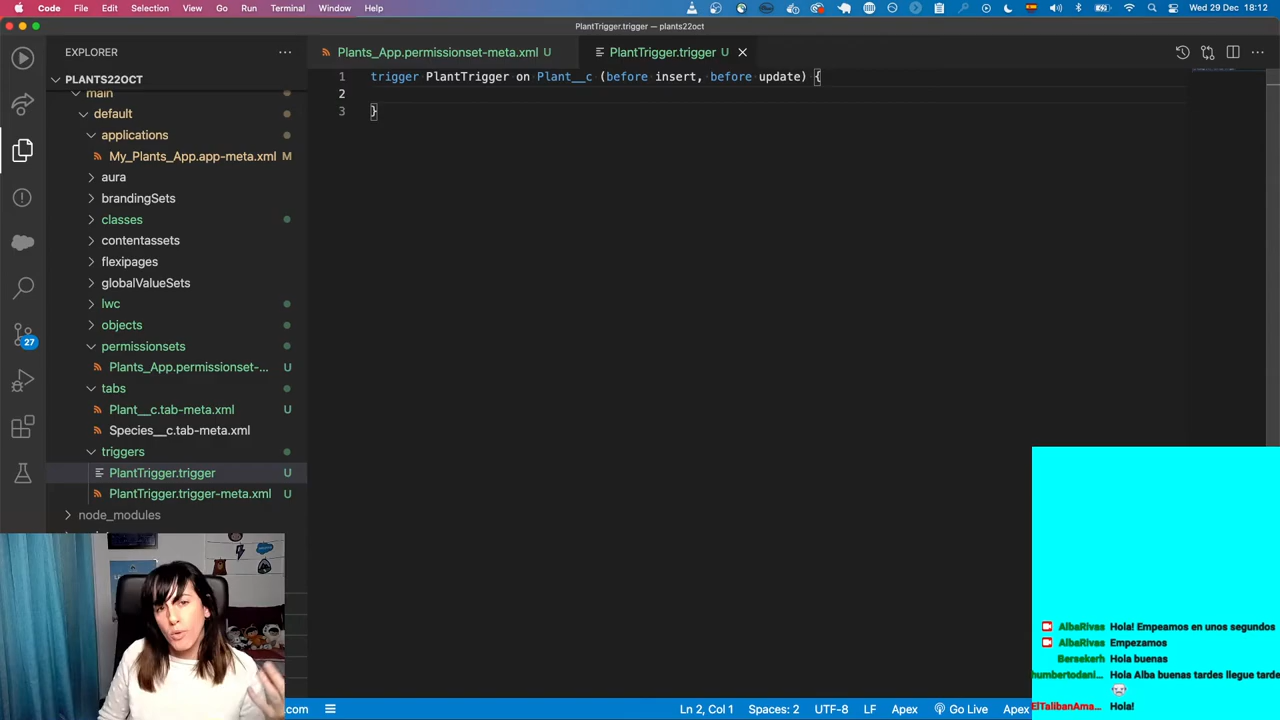 Code File Edit Selection View Go Run Terminal Window Help
Wed 29 Dec 18:12
PlantTrigger.trigger — plants22oct
EXPLORER
Plants_App.permissionset-meta.xml U
PlantTrigger.trigger U
PLANTS22OCT
main
default
applications
My_Plants_App.app-meta.xml M
aura
brandingSets
classes
contentassets
flexipages
globalValueSets
lwc
objects
permissionsets
Plants_App.permissionset-... U
tabs
Plant__c.tab-meta.xml U
Species__c.tab-meta.xml
triggers
PlantTrigger.trigger U
PlantTrigger.trigger-meta.xml U
node_modules
27
1 trigger PlantTrigger on Plant__c (before insert, before update) {
2
3 }
AlbaRivas Hola! Empeamos en unos segundos
AlbaRivas Empezamos
Bersekerh Hola buenas
humbertodani... Hola Alba buenas tardes llegue tarde
ElTalibanAma... Hola!
.com
Ln 2, Col 1 Spaces: 2 UTF-8 LF Apex Go Live Apex